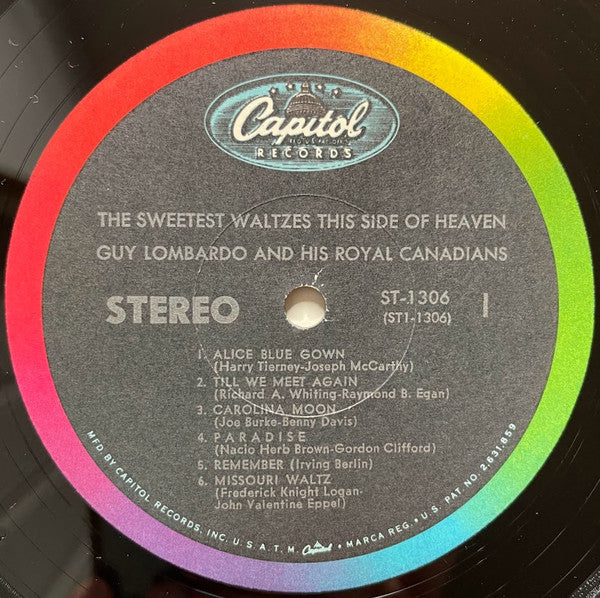 Capitol
RECORDS
THE SWEETEST WALTZES THIS SIDE OF HEAVEN
GUY LOMBARDO AND HIS ROYAL CANADIANS
STEREO
ST-1306
(ST1-1306)
1
1. ALICE BLUE GOWN
(Harry Tierney-Joseph McCarthy)
2. TILL WE MEET AGAIN
(Richard A. Whiting-Raymond B. Egan)
3. CAROLINA MOON
(Joe Burke-Benny Davis)
4. PARADISE
(Nacio Herb Brown-Gordon Clifford)
5. REMEMBER (Irving Berlin)
6. MISSOURI WALTZ
(Frederick Knight Logan-
John Valentine Eppel)
MFD. BY CAPITOL RECORDS, INC. U. S. A. T. M. Capitol • MARCA REG. • U. S. PAT. NO. 2,631,859